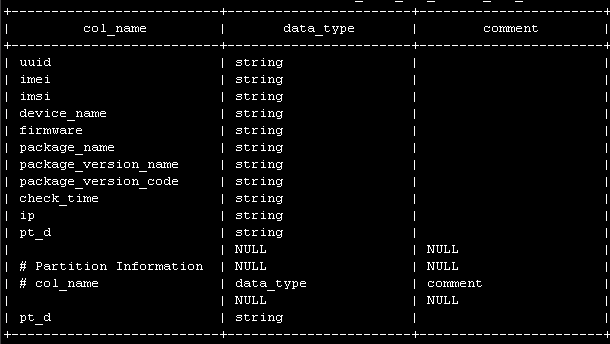 +----------------------------+-------------------------+-------------------------+
| col_name | data_type | comment |
+----------------------------+-------------------------+-------------------------+
| uuid | string | |
| imei | string | |
| imsi | string | |
| device_name | string | |
| firmware | string | |
| package_name | string | |
| package_version_name | string | |
| package_version_code | string | |
| check_time | string | |
| ip | string | |
| pt_d | string | |
| | NULL | NULL |
| # Partition Information | NULL | NULL |
| # col_name | data_type | comment |
| | NULL | NULL |
| pt_d | string | |
+----------------------------+-------------------------+-------------------------+